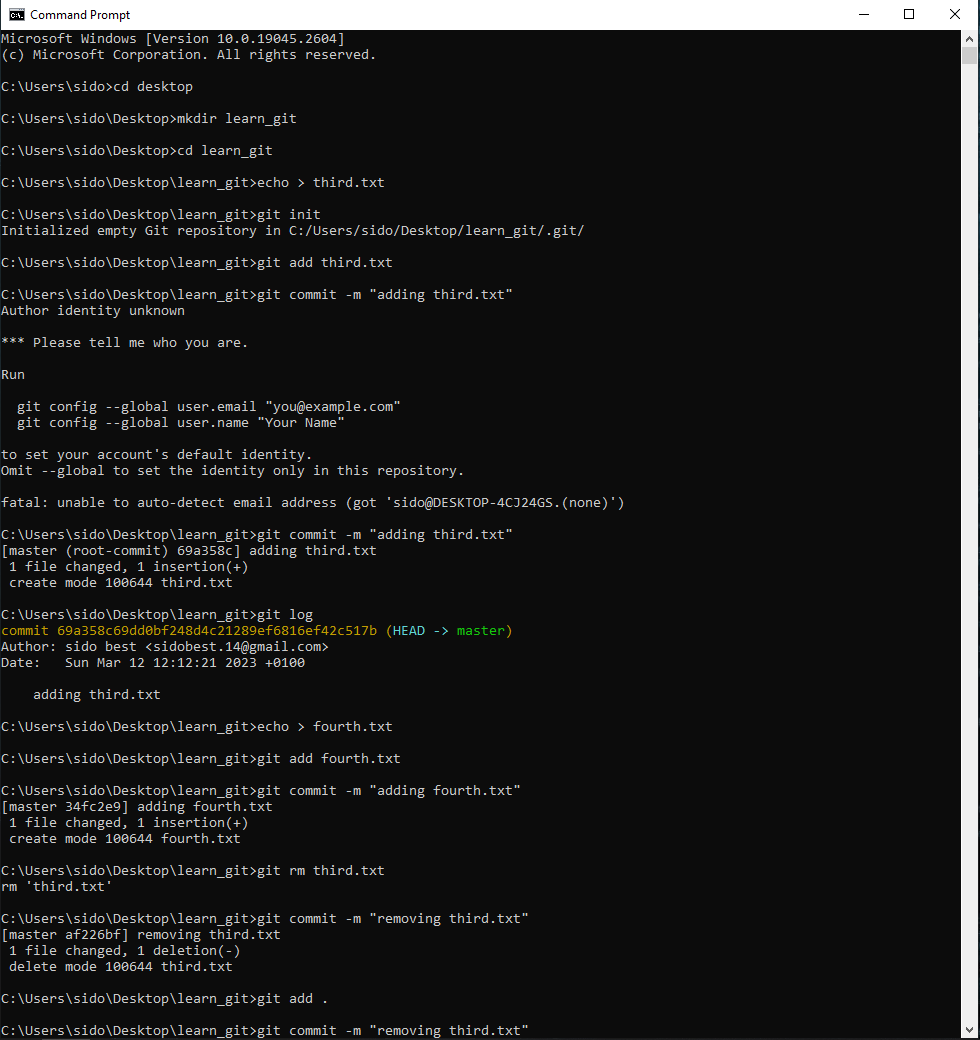 Command Prompt
Microsoft Windows [Version 10.0.19045.2604]
(c) Microsoft Corporation. All rights reserved.
C:\Users\sido>cd desktop
C:\Users\sido\Desktop>mkdir learn_git
C:\Users\sido\Desktop>cd learn_git
C:\Users\sido\Desktop\learn_git>echo > third.txt
C:\Users\sido\Desktop\learn_git>git init
Initialized empty Git repository in C:/Users/sido/Desktop/learn_git/.git/
C:\Users\sido\Desktop\learn_git>git add third.txt
C:\Users\sido\Desktop\learn_git>git commit -m "adding third.txt"
Author identity unknown
*** Please tell me who you are.
Run
  git config --global user.email "you@example.com"
  git config --global user.name "Your Name"
to set your account's default identity.
Omit --global to set the identity only in this repository.
fatal: unable to auto-detect email address (got 'sido@DESKTOP-4CJ24GS.(none)')
C:\Users\sido\Desktop\learn_git>git commit -m "adding third.txt"
[master (root-commit) 69a358c] adding third.txt
 1 file changed, 1 insertion(+)
 create mode 100644 third.txt
C:\Users\sido\Desktop\learn_git>git log
commit 69a358c69dd0bf248d4c21289ef6816ef42c517b (HEAD -> master)
Author: sido best <sidobest.14@gmail.com>
Date:   Sun Mar 12 12:12:21 2023 +0100
    adding third.txt
C:\Users\sido\Desktop\learn_git>echo > fourth.txt
C:\Users\sido\Desktop\learn_git>git add fourth.txt
C:\Users\sido\Desktop\learn_git>git commit -m "adding fourth.txt"
[master 34fc2e9] adding fourth.txt
 1 file changed, 1 insertion(+)
 create mode 100644 fourth.txt
C:\Users\sido\Desktop\learn_git>git rm third.txt
rm 'third.txt'
C:\Users\sido\Desktop\learn_git>git commit -m "removing third.txt"
[master af226bf] removing third.txt
 1 file changed, 1 deletion(-)
 delete mode 100644 third.txt
C:\Users\sido\Desktop\learn_git>git add .
C:\Users\sido\Desktop\learn_git>git commit -m "removing third.txt"